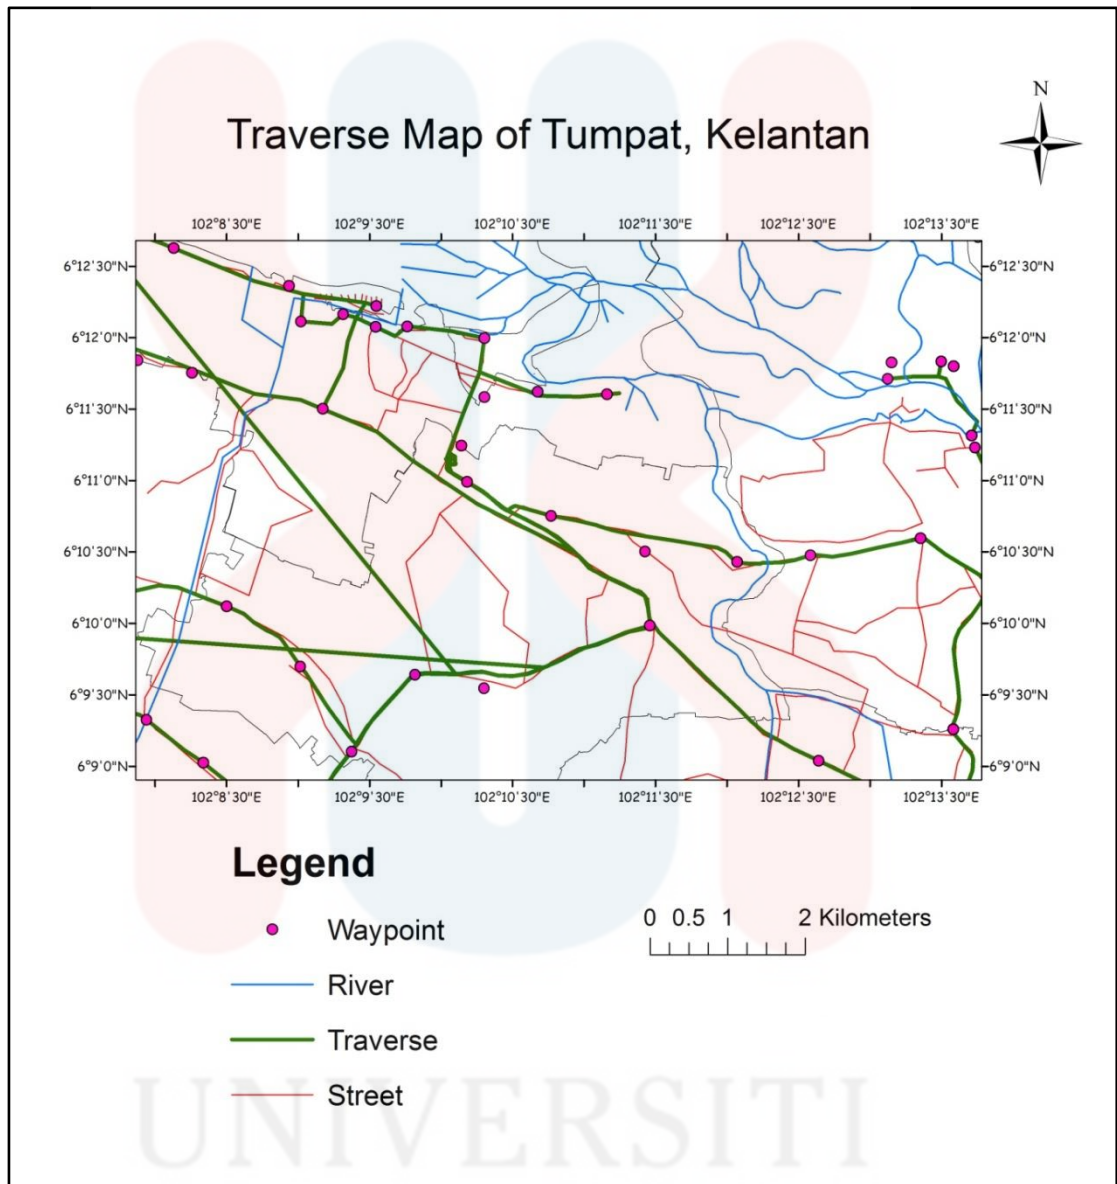 N
Traverse Map of Tumpat, Kelantan
102°8'30"E 102°9'30"E 102°10'30"E 102°11'30"E 102°12'30"E 102°13'30"E
6°12'30"N 6°12'30"N
6°12'0"N 6°12'0"N
6°11'30"N 6°11'30"N
6°11'0"N 6°11'0"N
6°10'30"N 6°10'30"N
6°10'0"N 6°10'0"N
6°9'30"N 6°9'30"N
6°9'0"N 6°9'0"N
102°8'30"E 102°9'30"E 102°10'30"E 102°11'30"E 102°12'30"E 102°13'30"E
Legend
Waypoint
River
Traverse
Street
0 0.5 1 2 Kilometers
UNIVERSITI